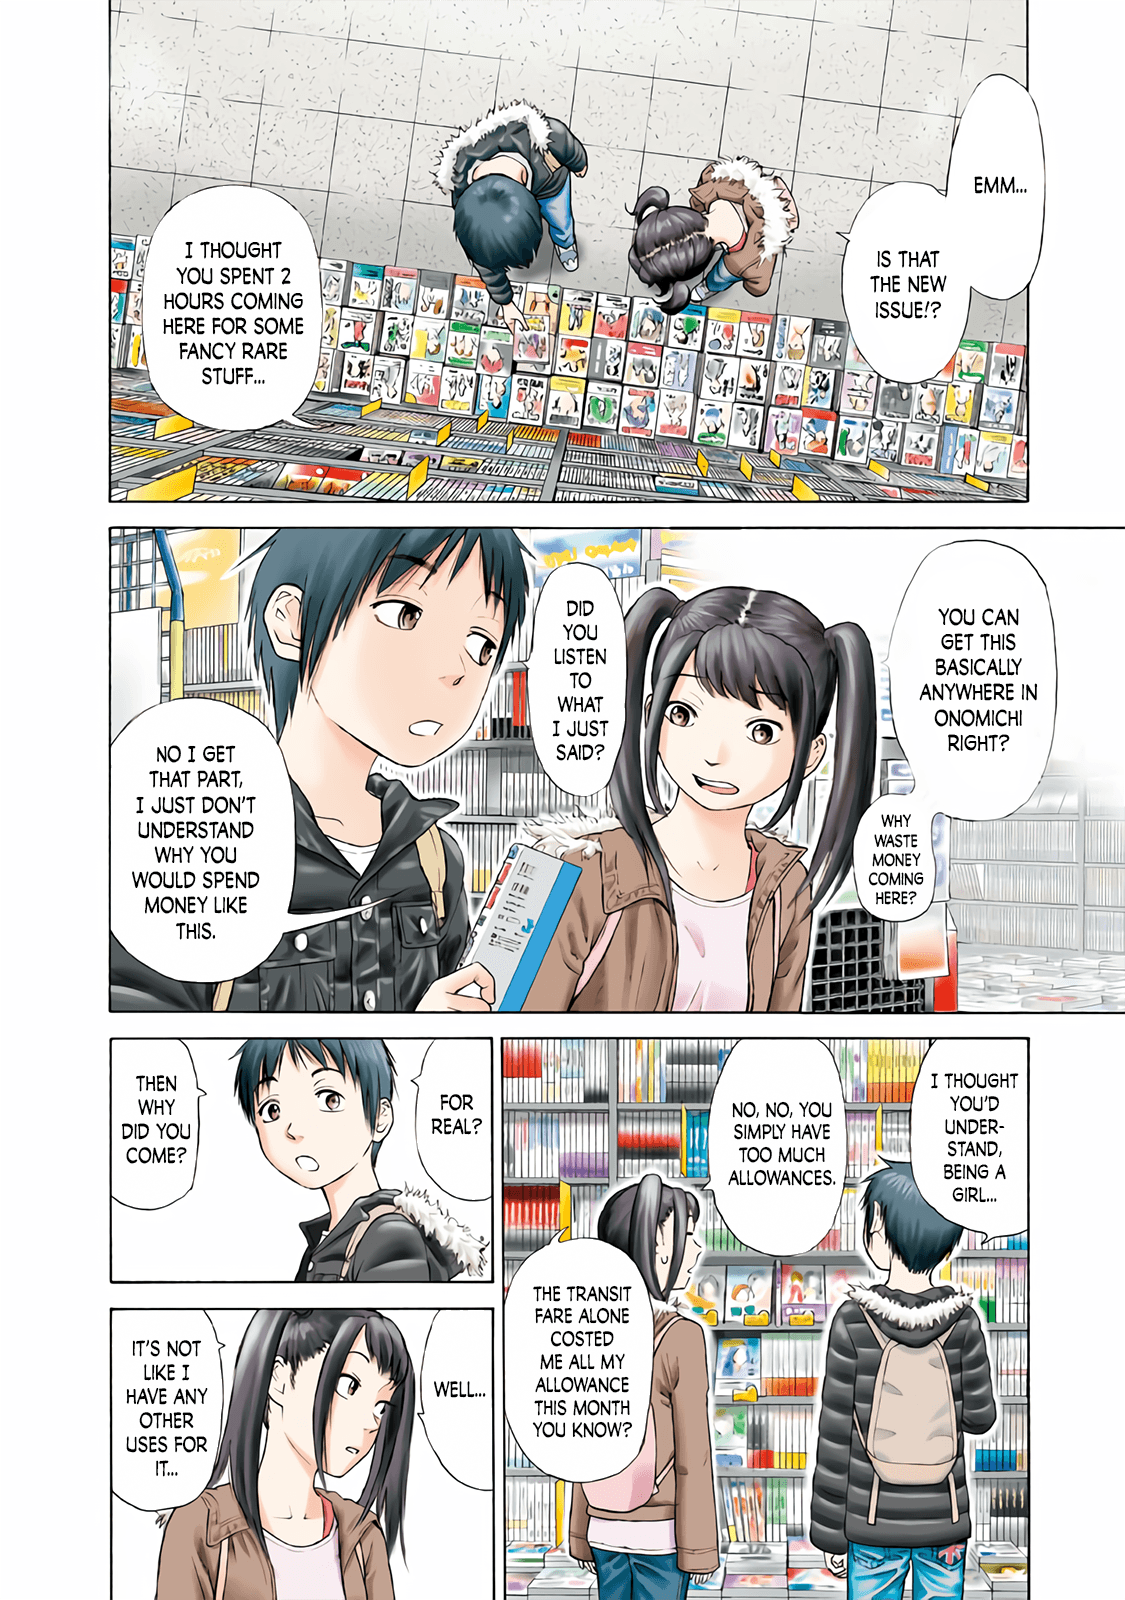 EMM...
IS THAT
THE NEW
ISSUE!?
I THOUGHT
YOU SPENT 2
HOURS COMING
HERE FOR SOME
FANCY RARE
STUFF...
YOU CAN
GET THIS
BASICALLY
ANYWHERE IN
ONOMICHI
RIGHT?
WHY
WASTE
MONEY
COMING
HERE?
DID
YOU
LISTEN
TO
WHAT
I JUST
SAID?
NO I GET
THAT PART,
I JUST DON'T
UNDERSTAND
WHY YOU
WOULD SPEND
MONEY LIKE
THIS.
I THOUGHT
YOU'D
UNDER-
STAND,
BEING A
GIRL...
NO, NO, YOU
SIMPLY HAVE
TOO MUCH
ALLOWANCES.
THE TRANSIT
FARE ALONE
COSTED
ME ALL MY
ALLOWANCE
THIS MONTH
YOU KNOW?
FOR
REAL?
THEN
WHY
DID YOU
COME?
WELL...
IT'S NOT
LIKE I
HAVE ANY
OTHER
USES FOR
IT...